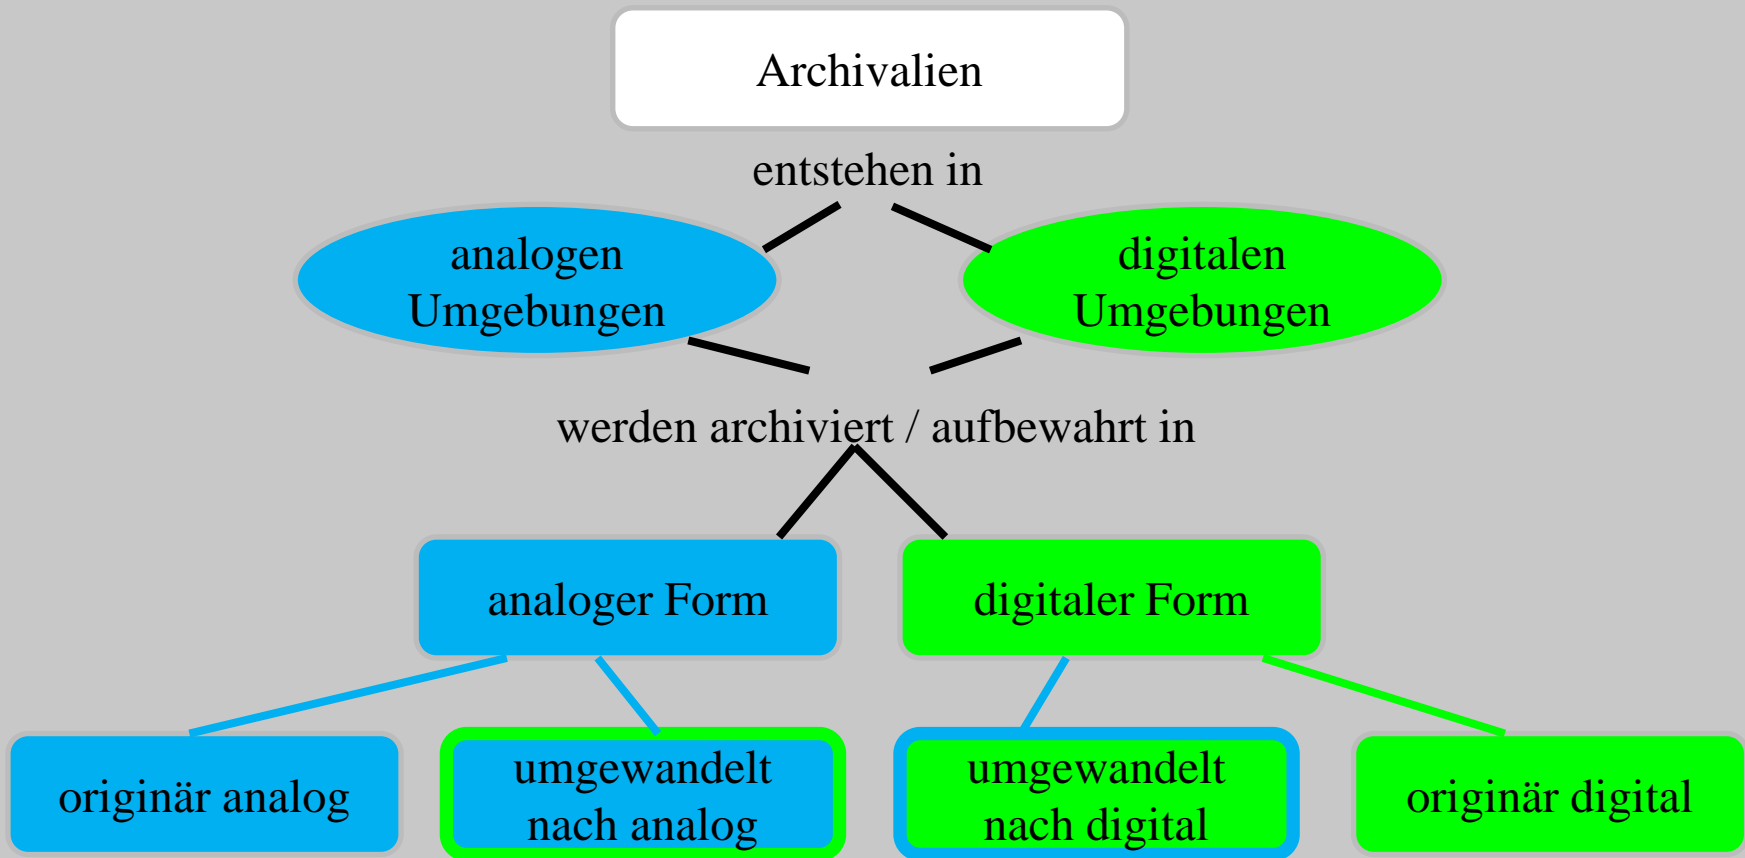 Archivalien
entstehen in
analogen
Umgebungen
digitalen
Umgebungen
werden archiviert / aufbewahrt in
analoger Form
digitaler Form
originär analog
umgewandelt
nach analog
umgewandelt
nach digital
originär digital